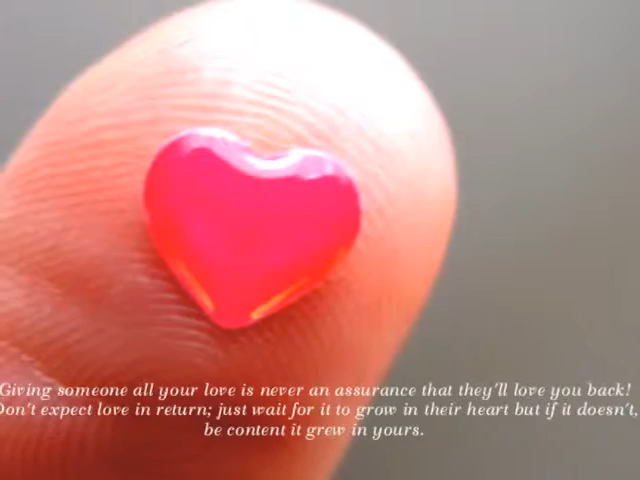 Giving someone all your love is never an assurance that they'll love you back!
Don't expect love in return; just wait for it to grow in their heart but if it doesn't,
be content it grew in yours.